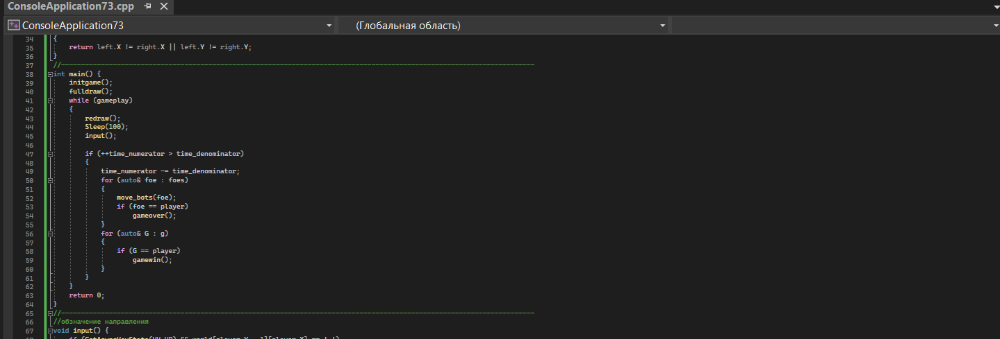 ConsoleApplication73.cpp
ConsoleApplication73 (Глобальная область)
34 {
35 return left.X != right.X || left.Y != right.Y;
36 }
37 //------------------------------------------------------------------------------------------------------------------------
38 int main() {
39 initgame();
40 fulldraw();
41 while (gameplay)
42 {
43 redraw();
44 Sleep(100);
45 input();
46
47 if (++time_numerator > time_denominator)
48 {
49 time_numerator -= time_denominator;
50 for (auto& foe : foes)
51 {
52 move_bots(foe);
53 if (foe == player)
54 gameover();
55 }
56 for (auto& G : g)
57 {
58 if (G == player)
59 gamewin();
60 }
61 }
62 }
63 return 0;
64 }
65 //------------------------------------------------------------------------------------------------------------------------
66 //обзначение направления
67 void input() {